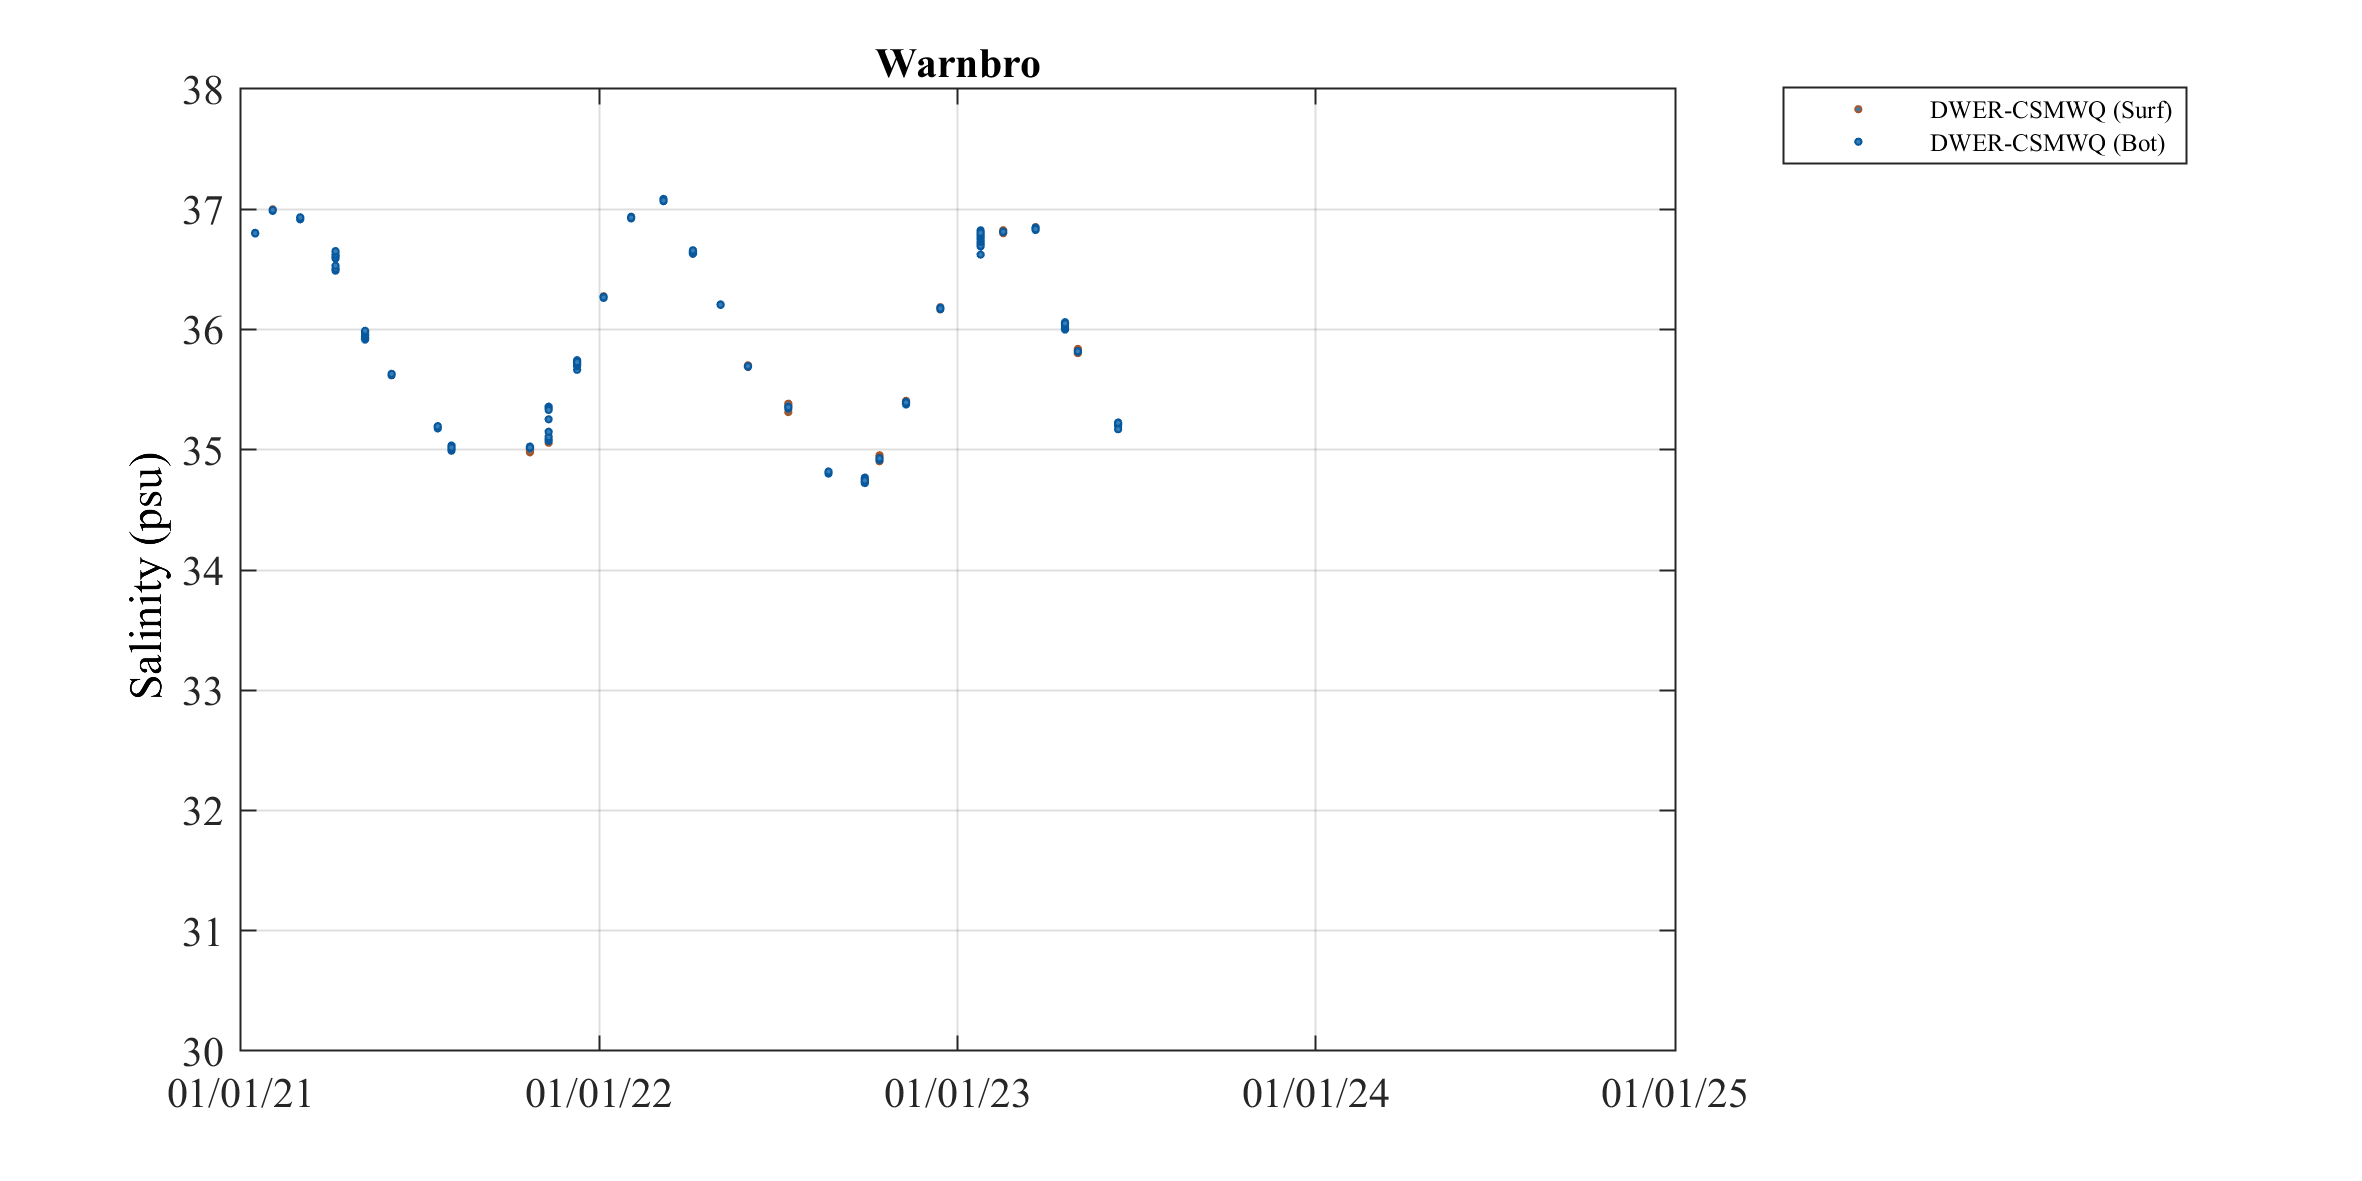 Warnbro
DWER-CSMWQ (Surf)
DWER-CSMWQ (Bot)
Salinity (psu)
38
37
36
35
34
33
32
31
30
01/01/21 01/01/22 01/01/23 01/01/24 01/01/25